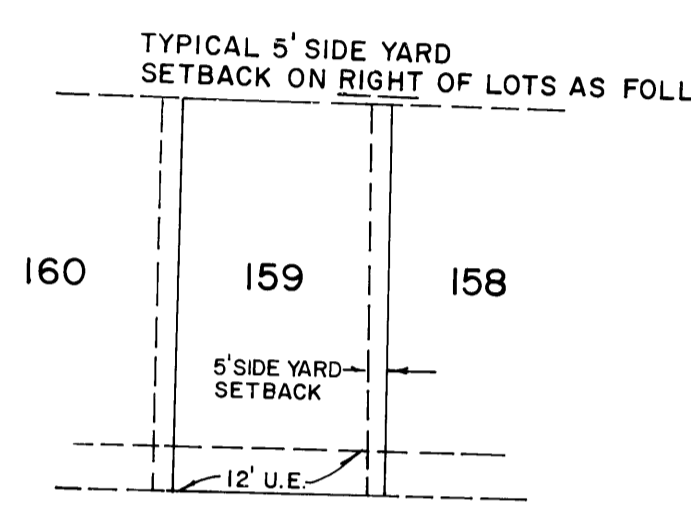 TYPICAL 5' SIDE YARD
SETBACK ON RIGHT OF LOTS AS FOLL
160
159
158
5' SIDE YARD
SETBACK
12' U.E.